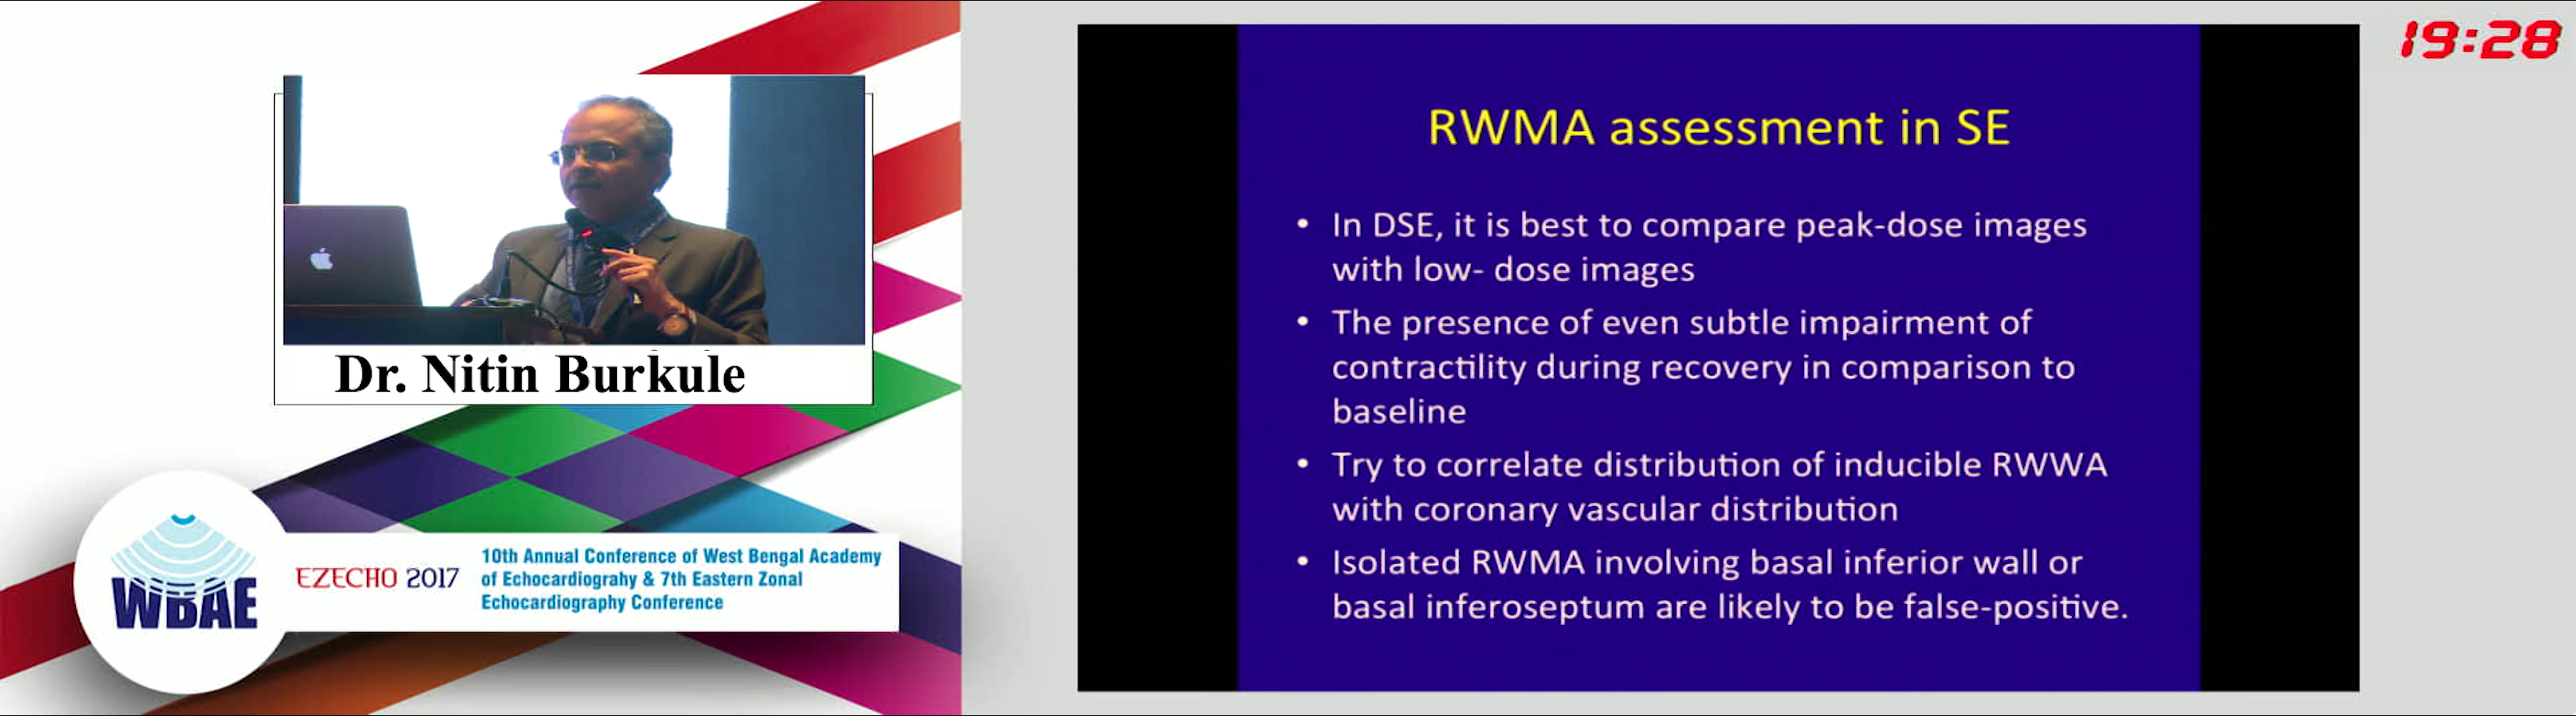 Dr. Nitin Burkule
WBAE
EZECHO 2017
10th Annual Conference of West Bengal Academy
of Echocardiograhy & 7th Eastern Zonal
Echocardiography Conference
19:28
RWMA assessment in SE
• In DSE, it is best to compare peak-dose images
with low- dose images
• The presence of even subtle impairment of
contractility during recovery in comparison to
baseline
• Try to correlate distribution of inducible RWWA
with coronary vascular distribution
• Isolated RWMA involving basal inferior wall or
basal inferoseptum are likely to be false-positive.